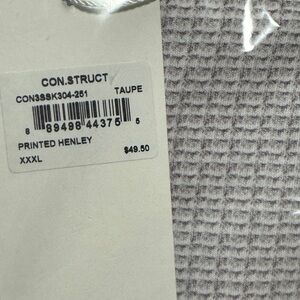 CON.STRUCT
CON3SSK304-251 TAUPE
8 89498 44375 5
PRINTED HENLEY
XXXL $49.50